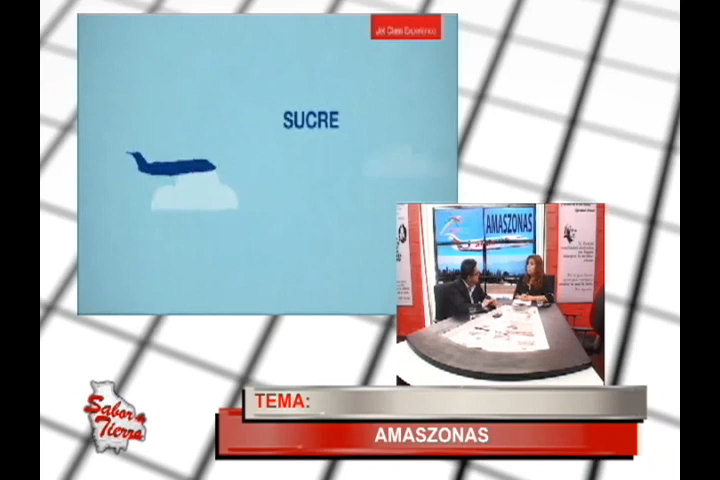 Jet Class Experience
SUCRE
AMASZONAS
Sabor a
Tierra
TEMA:
AMASZONAS